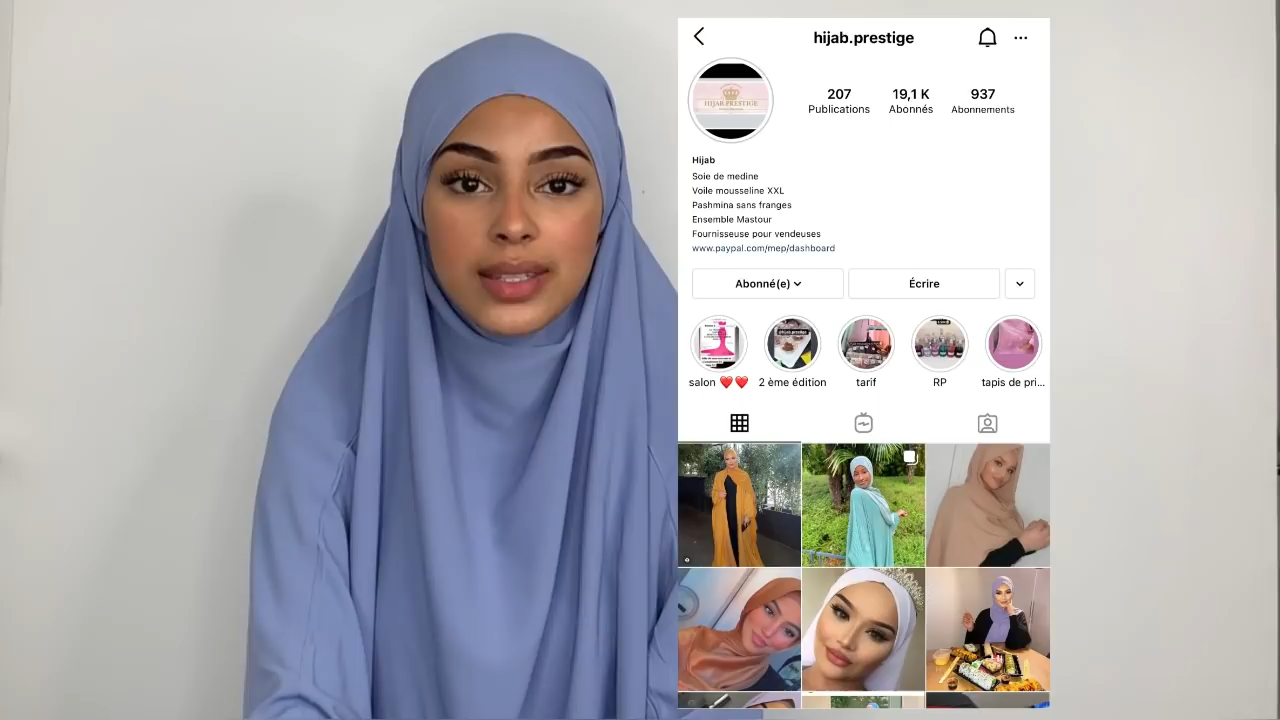 hijab.prestige
207
19,1 K
937
Publications
Abonnés
Abonnements
HIJAB.PRESTIGE
Hijab
Soie de medine
Voile mousseline XXL
Pashmina sans franges
Ensemble Mastour
Fournisseuse pour vendeuses
www.paypal.com/mep/dashboard
Abonné(e)
Écrire
salon ❤️❤️
2 ème édition
tarif
RP
tapis de pri...